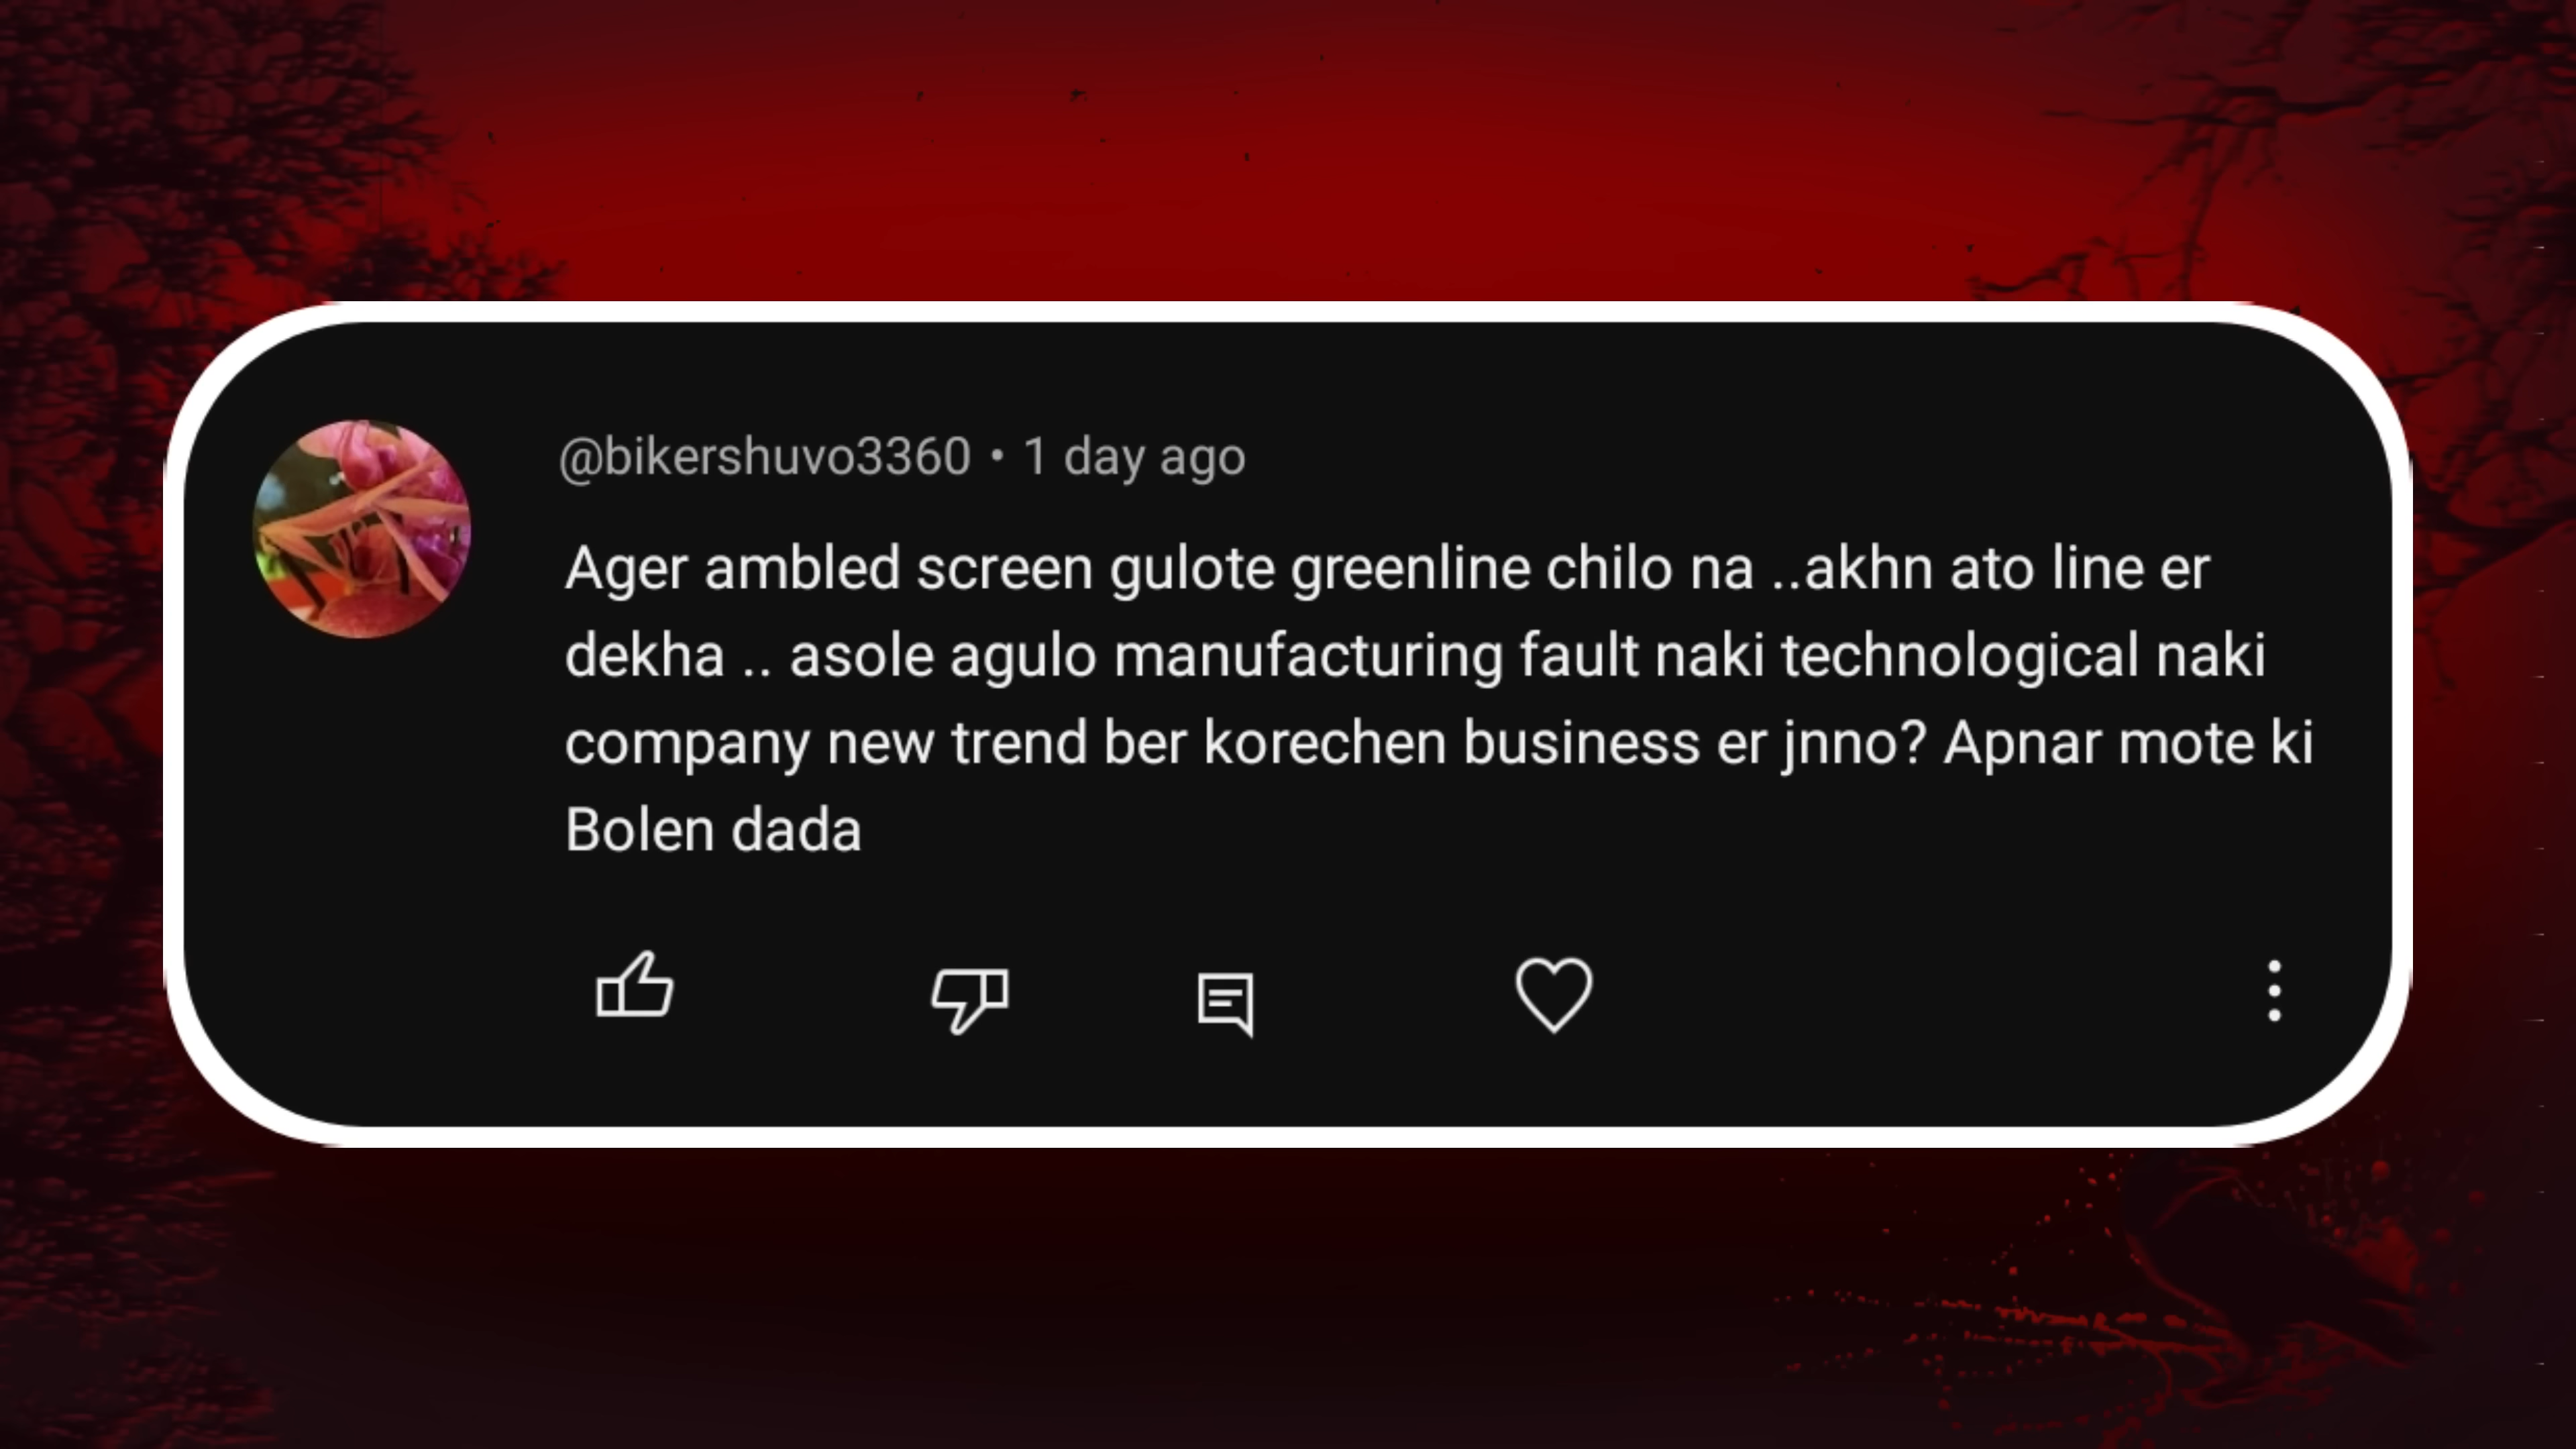 @bikershuvo3360 • 1 day ago
Ager ambled screen gulote greenline chilo na ..akhn ato line er
dekha .. asole agulo manufacturing fault naki technological naki
company new trend ber korechen business er jnno? Apnar mote ki
Bolen dada